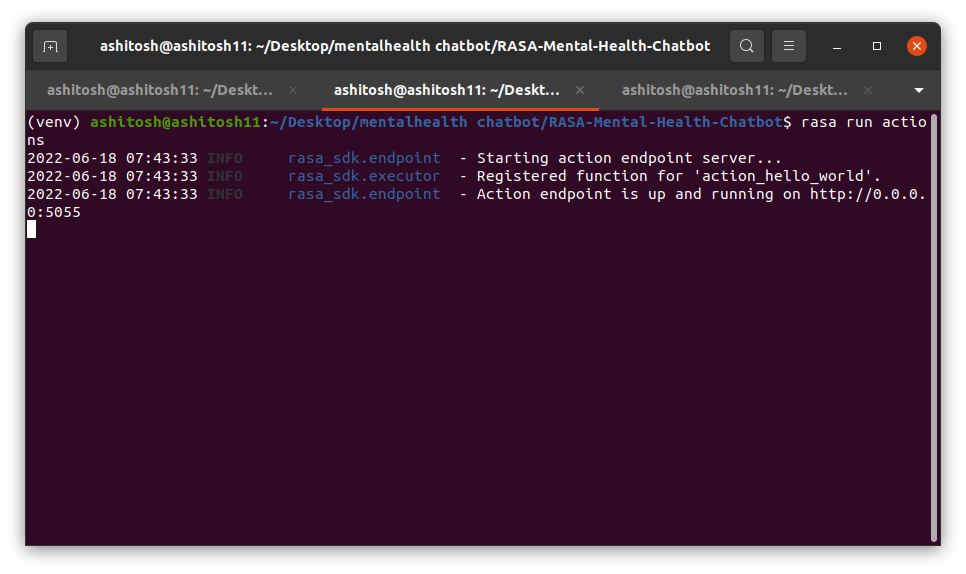 ashitosh@ashitosh11: ~/Desktop/mentalhealth chatbot/RASA-Mental-Health-Chatbot
ashitosh@ashitosh11: ~/Deskt...
ashitosh@ashitosh11: ~/Deskt...
ashitosh@ashitosh11: ~/Deskt...
(venv) ashitosh@ashitosh11:~/Desktop/mentalhealth chatbot/RASA-Mental-Health-Chatbot$ rasa run actio
ns
2022-06-18 07:43:33 INFO     rasa_sdk.endpoint  - Starting action endpoint server...
2022-06-18 07:43:33 INFO     rasa_sdk.executor  - Registered function for 'action_hello_world'.
2022-06-18 07:43:33 INFO     rasa_sdk.endpoint  - Action endpoint is up and running on http://0.0.0.
0:5055